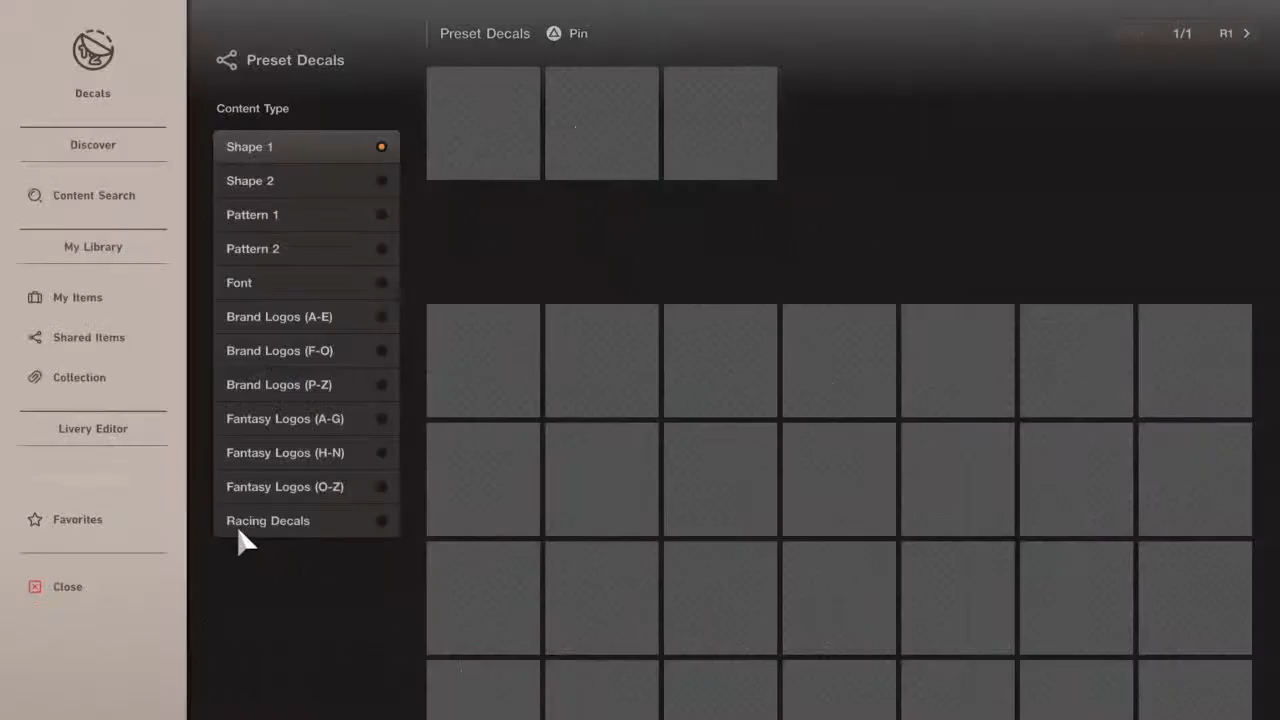 Decals
Discover
Content Search
My Library
My Items
Shared Items
Collection
Livery Editor
Favorites
Close
Preset Decals
Content Type
Shape 1
Shape 2
Pattern 1
Pattern 2
Font
Brand Logos (A-E)
Brand Logos (F-O)
Brand Logos (P-Z)
Fantasy Logos (A-G)
Fantasy Logos (H-N)
Fantasy Logos (O-Z)
Racing Decals
Preset Decals Pin
1/1 R1